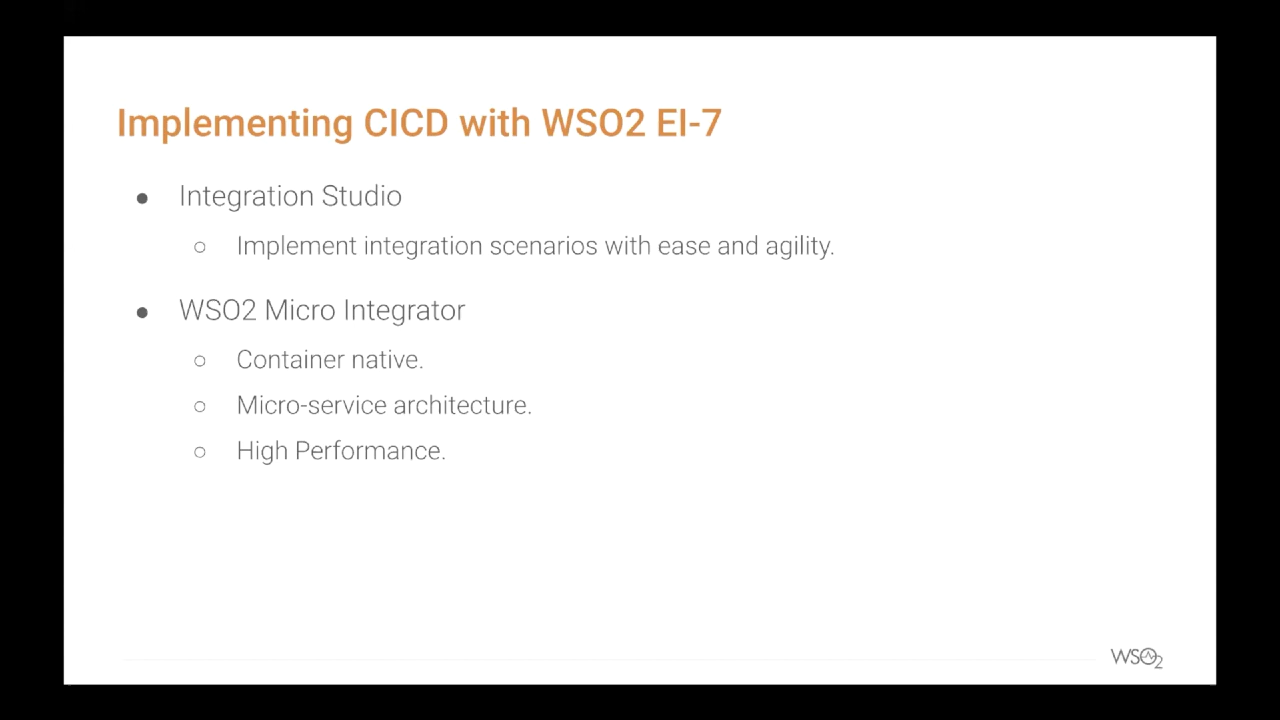 Implementing CICD with WSO2 EI-7
● Integration Studio
○ Implement integration scenarios with ease and agility.
● WSO2 Micro Integrator
○ Container native.
○ Micro-service architecture.
○ High Performance.
WSO2